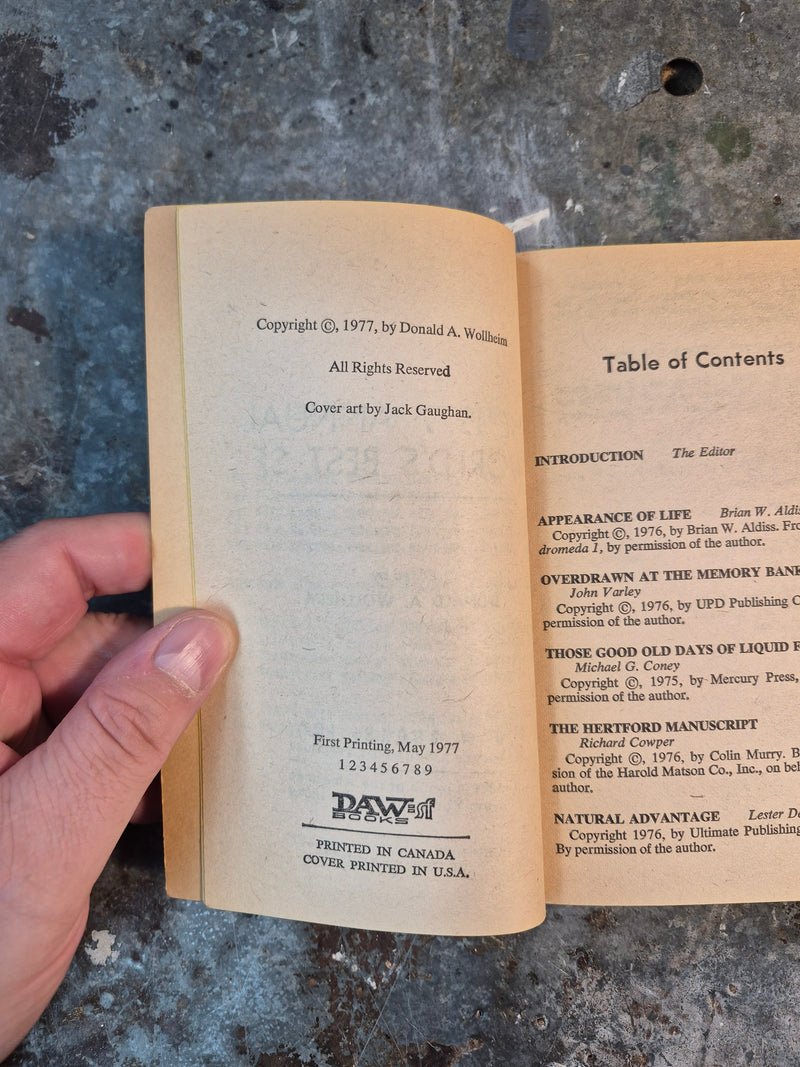 Copyright ©, 1977, by Donald A. Wollheim
All Rights Reserved
Cover art by Jack Gaughan.
First Printing, May 1977
1 2 3 4 5 6 7 8 9
DAW=sf
BOOKS
PRINTED IN CANADA
COVER PRINTED IN U.S.A.
Table of Contents
INTRODUCTION The Editor
APPEARANCE OF LIFE Brian W. Aldis
Copyright ©, 1976, by Brian W. Aldiss. Fro
dromeda 1, by permission of the author.
OVERDRAWN AT THE MEMORY BANK
John Varley
Copyright ©, 1976, by UPD Publishing C
permission of the author.
THOSE GOOD OLD DAYS OF LIQUID F
Michael G. Coney
Copyright ©, 1975, by Mercury Press,
permission of the author.
THE HERTFORD MANUSCRIPT
Richard Cowper
Copyright ©, 1976, by Colin Murry. B
sion of the Harold Matson Co., Inc., on beh
author.
NATURAL ADVANTAGE Lester De
Copyright 1976, by Ultimate Publishing
By permission of the author.